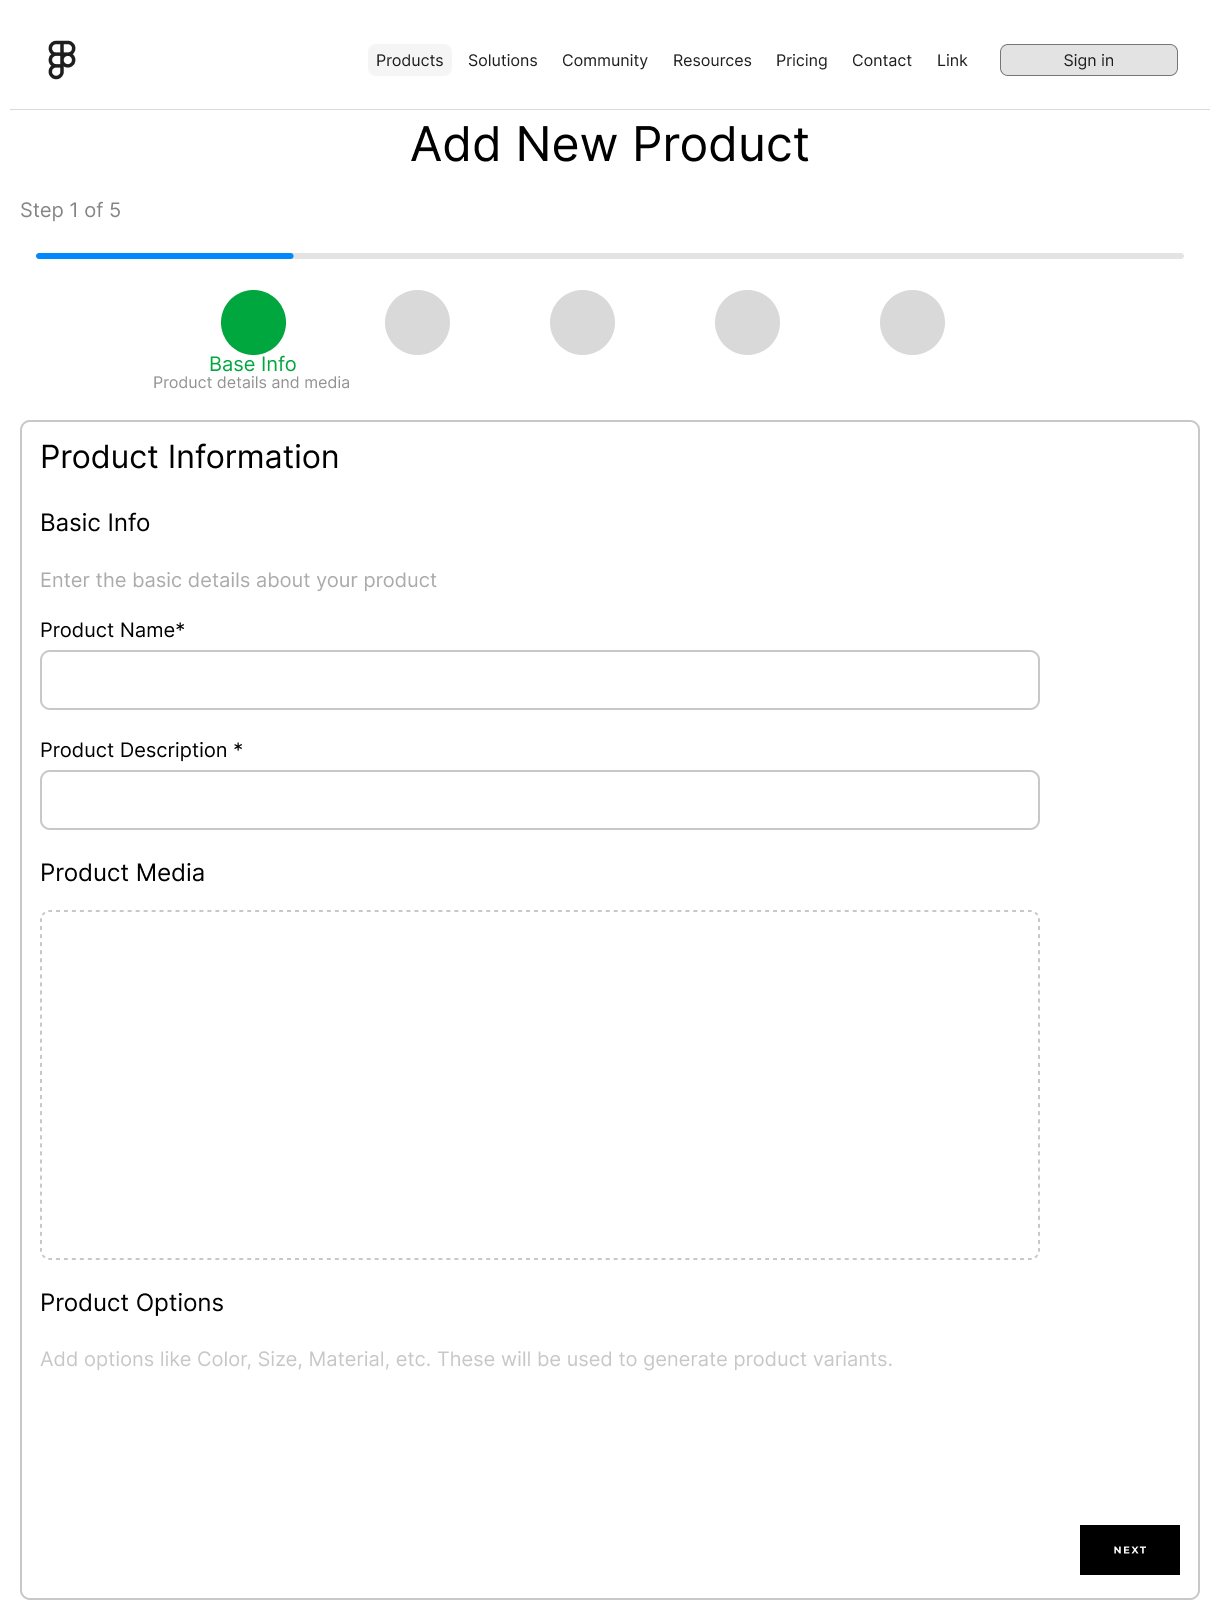 Products Solutions Community Resources Pricing Contact Link Sign in
Add New Product
Step 1 of 5
Base Info
Product details and media
Product Information
Basic Info
Enter the basic details about your product
Product Name*
Product Description *
Product Media
Product Options
Add options like Color, Size, Material, etc. These will be used to generate product variants.
NEXT